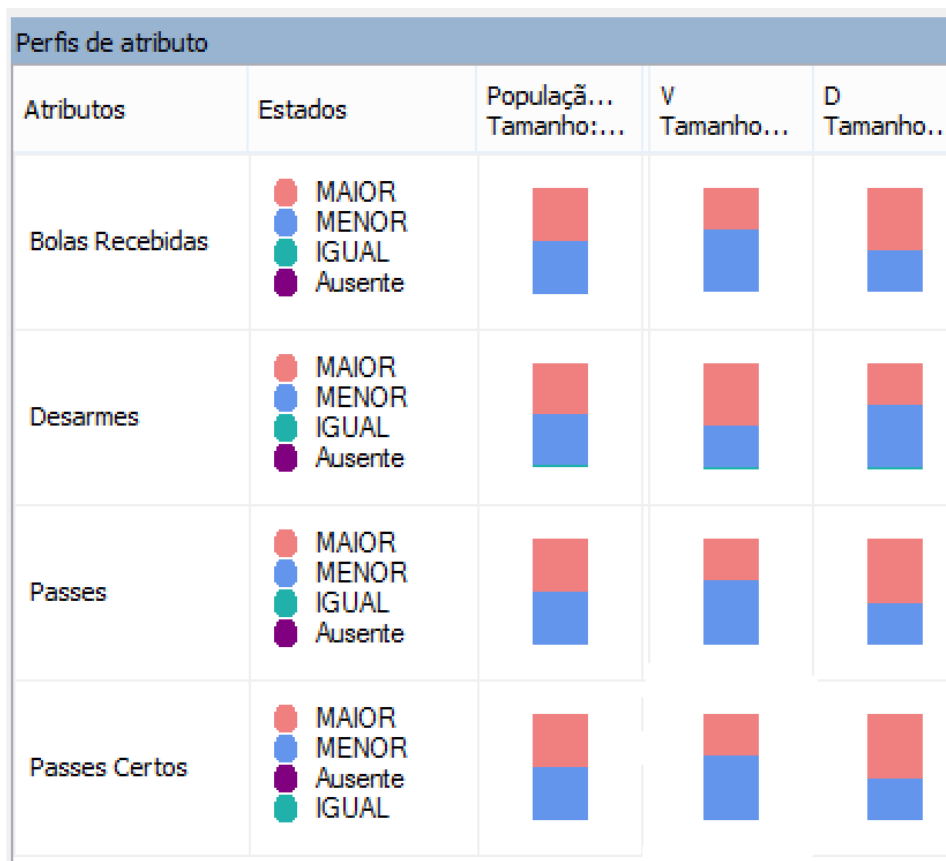 Perfis de atributo
Atributos Estados Populaçã... V D
Tamanho:... Tamanho... Tamanho...
Bolas Recebidas
MAIOR
MENOR
IGUAL
Ausente
Desarmes
MAIOR
MENOR
IGUAL
Ausente
Passes
MAIOR
MENOR
IGUAL
Ausente
Passes Certos
MAIOR
MENOR
Ausente
IGUAL